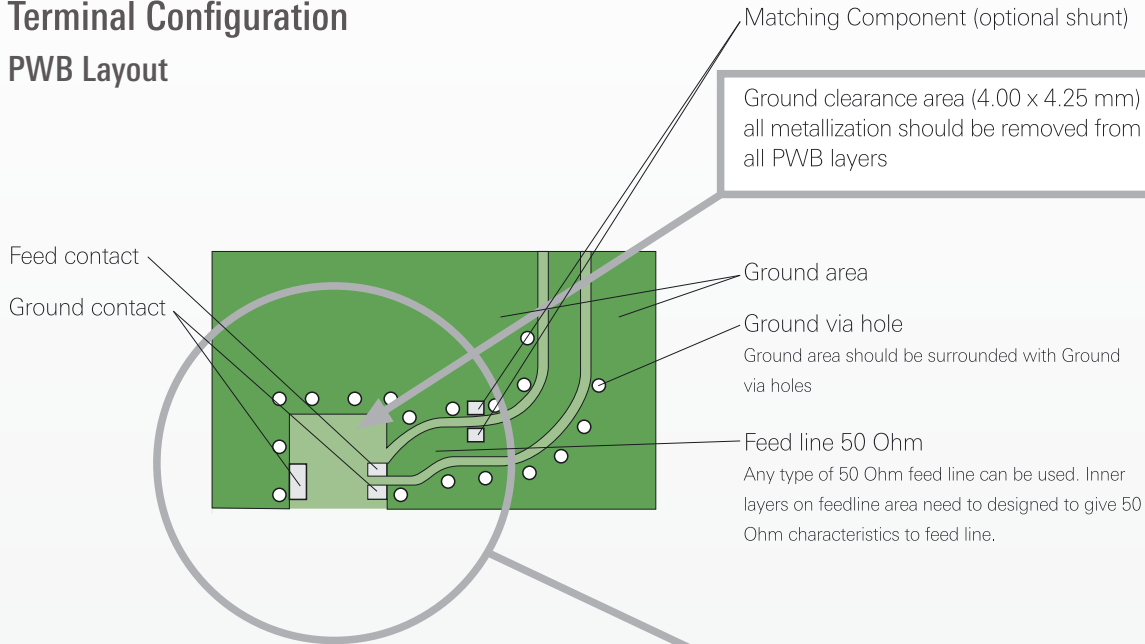 Terminal Configuration
PWB Layout
Matching Component (optional shunt)
Ground clearance area (4.00 x 4.25 mm)
all metallization should be removed from
all PWB layers
Feed contact
Ground contact
Ground area
Ground via hole
Ground area should be surrounded with Ground
via holes
Feed line 50 Ohm
Any type of 50 Ohm feed line can be used. Inner
layers on feedline area need to designed to give 50
Ohm characteristics to feed line.